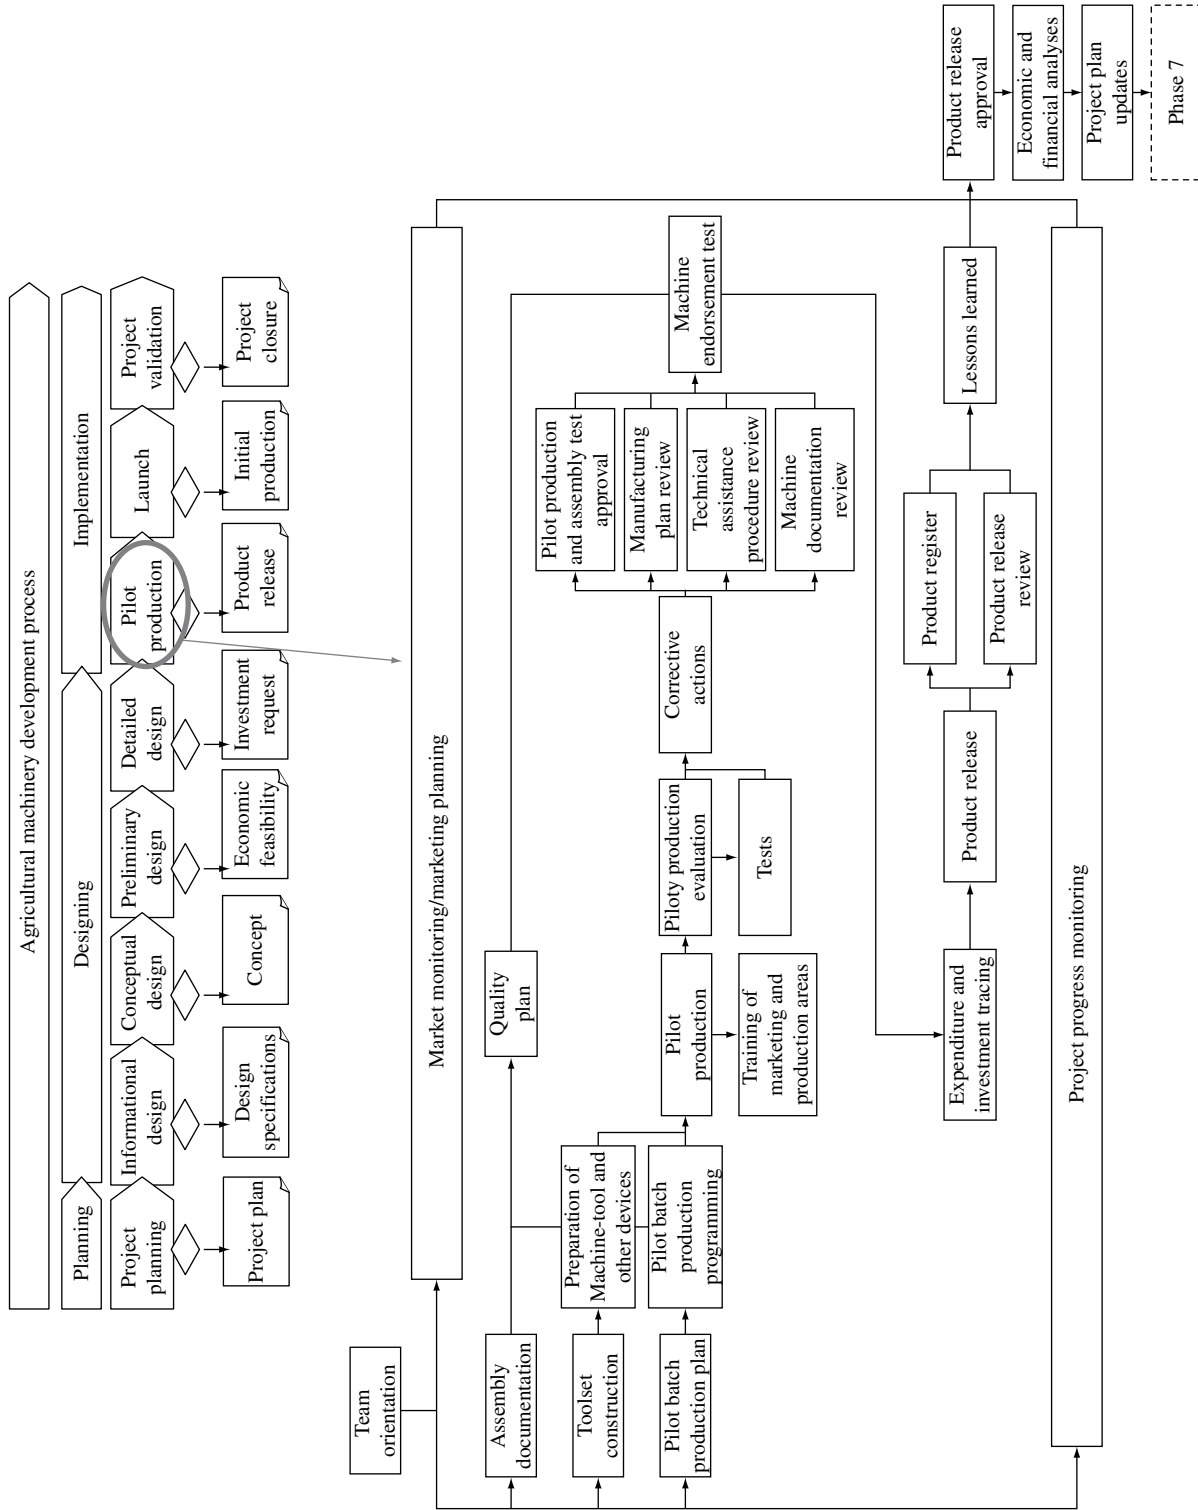 Agricultural machinery development process
Planning
Designing
Implementation
Project
planning
Informational
design
Conceptual
design
Preliminary
design
Detailed
design
Pilot
production
Launch
Project
validation
Project plan
Design
specifications
Concept
Economic
feasibility
Investment
request
Product
release
Initial
production
Project
closure
Team
orientation
Market monitoring/marketing planning
Assembly
documentation
Quality
plan
Toolset
construction
Preparation of
Machine-tool and
other devices
Pilot batch
production plan
Pilot batch
production
programming
Pilot
production
Training of
marketing and
production areas
Piloty production
evaluation
Tests
Corrective
actions
Pilot production
and assembly test
approval
Manufacturing
plan review
Technical
assistance
procedure review
Machine
documentation
review
Machine
endorsement test
Expenditure and
investment tracing
Product release
Product register
Product release
review
Lessons learned
Project progress monitoring
Product release
approval
Economic and
financial analyses
Project plan
updates
Phase 7